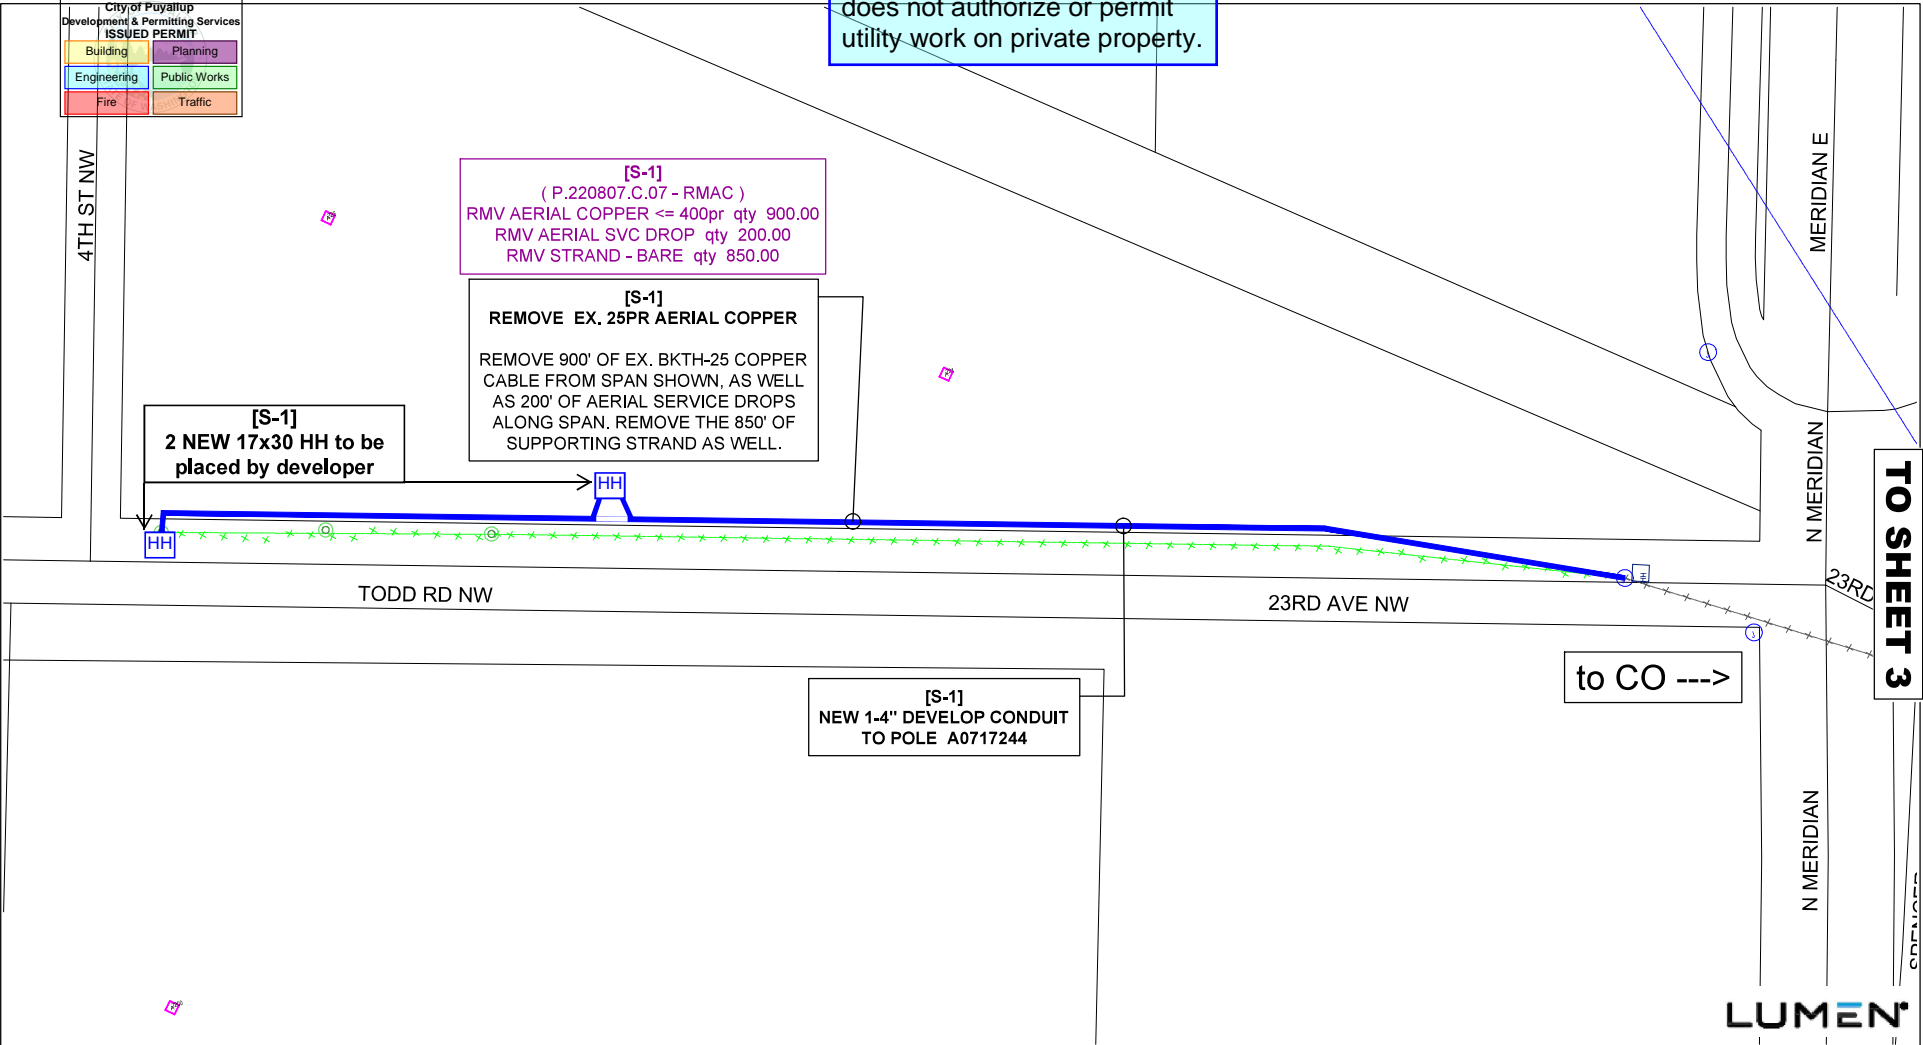 City of Puyallup
Development & Permitting Services
ISSUED PERMIT
Building
Planning
Engineering
Public Works
Fire
Traffic
does not authorize or permit
utility work on private property.
4TH ST NW
[S-1]
( P.220807.C.07 - RMAC )
RMV AERIAL COPPER <= 400pr qty 900.00
RMV AERIAL SVC DROP qty 200.00
RMV STRAND - BARE qty 850.00
[S-1]
REMOVE EX. 25PR AERIAL COPPER
REMOVE 900' OF EX. BKTH-25 COPPER
CABLE FROM SPAN SHOWN, AS WELL
AS 200' OF AERIAL SERVICE DROPS
ALONG SPAN. REMOVE THE 850' OF
SUPPORTING STRAND AS WELL.
[S-1]
2 NEW 17x30 HH to be
placed by developer
HH
HH
MERIDIAN E
N MERIDIAN
TO SHEET 3
23RD
TODD RD NW
23RD AVE NW
to CO --->
[S-1]
NEW 1-4" DEVELOP CONDUIT
TO POLE A0717244
N MERIDIAN
LUMEN